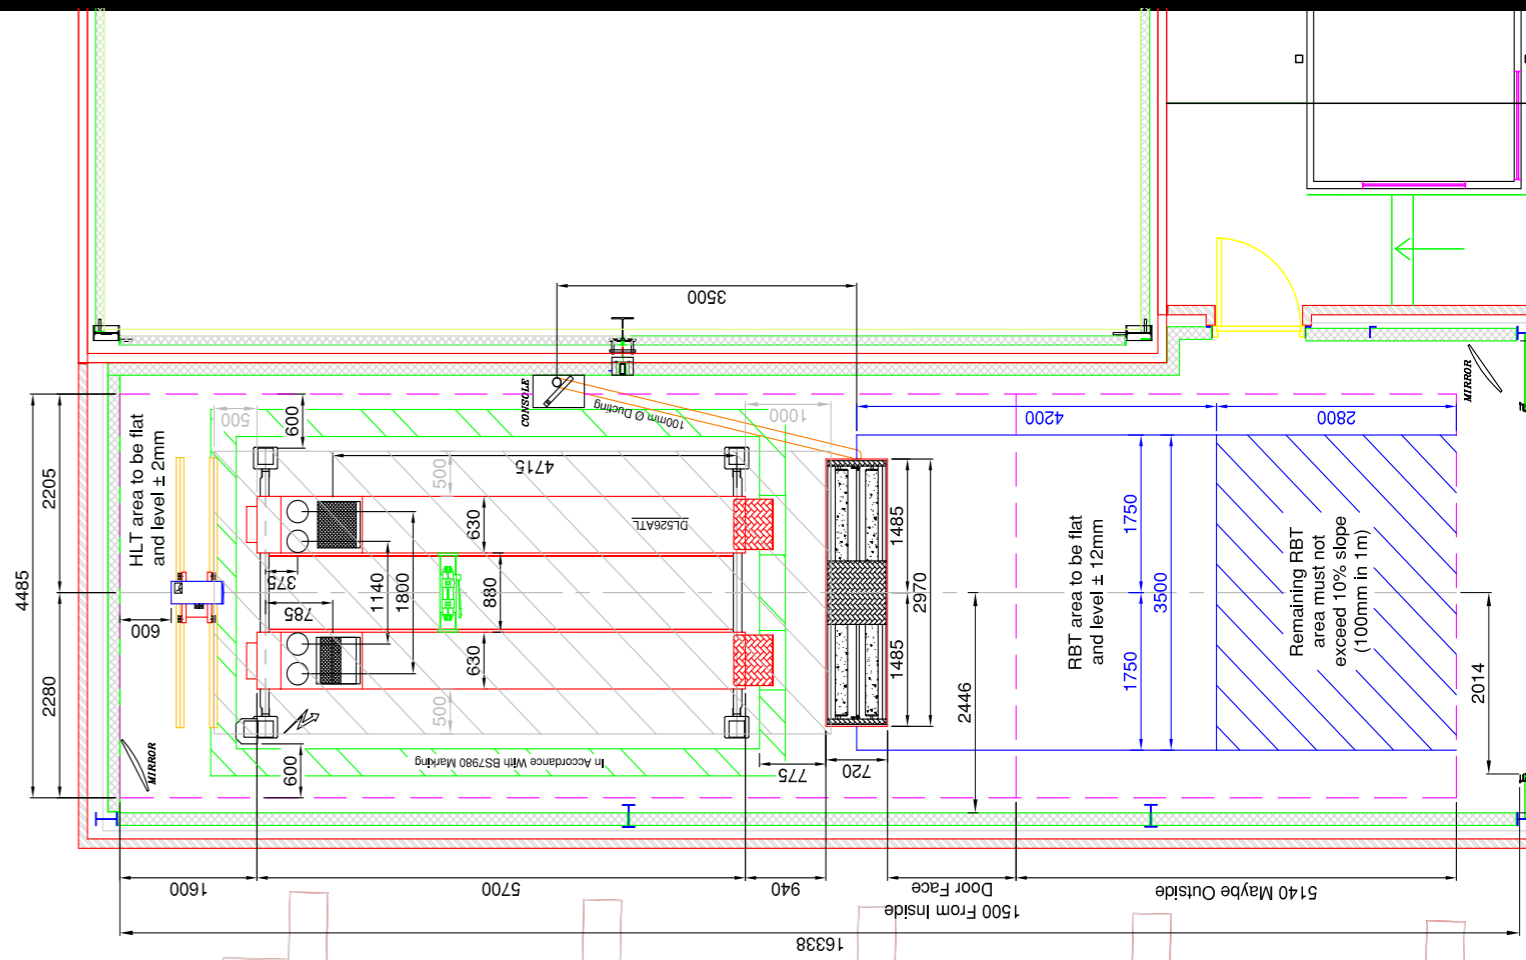 3500
CONSOLE
100mm Ø Ducting
MIRROR
4485
2205
2280
HLT area to be flat
and level ± 2mm
500
600
1000
4200
2800
4715
500
630
DL526ATL
1485
1750
375
785
1140
1800
880
2970
3500
RBT area to be flat
and level ± 12mm
Remaining RBT
area must not
exceed 10% slope
(100mm in 1m)
600
630
1485
1750
500
2446
2014
MIRROR
600
In Accordance With BS7980 Marking
775
720
1600
5700
940
1500 From Inside
Door Face
5140 Maybe Outside
16338